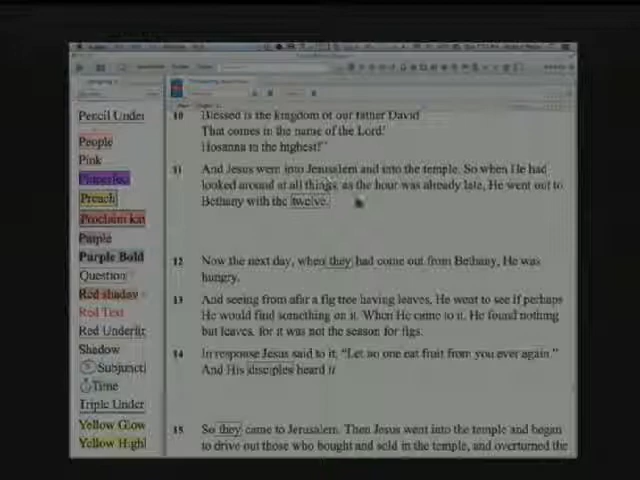 Pencil Under
People
Pink
Preach
Purple
Purple Bold
Question
Red shaday
Red Text
Red Underlir
Shadow
Subjuncti
Time
Triple Under
Yellow Glow
Yellow Highl
10 Blessed is the kingdom of our father David
That comes in the name of the Lord!
Hosanna in the highest!"
11 And Jesus went into Jerusalem and into the temple. So when He had
looked around at all things, as the hour was already late, He went out to
Bethany with the twelve.
12 Now the next day, when they had come out from Bethany, He was
hungry.
13 And seeing from afar a fig tree having leaves, He went to see if perhaps
He would find something on it. When He came to it, He found nothing
but leaves, for it was not the season for figs.
14 In response Jesus said to it, "Let no one eat fruit from you ever again."
And His disciples heard it
15 So they came to Jerusalem. Then Jesus went into the temple and began
to drive out those who bought and sold in the temple, and overturned the